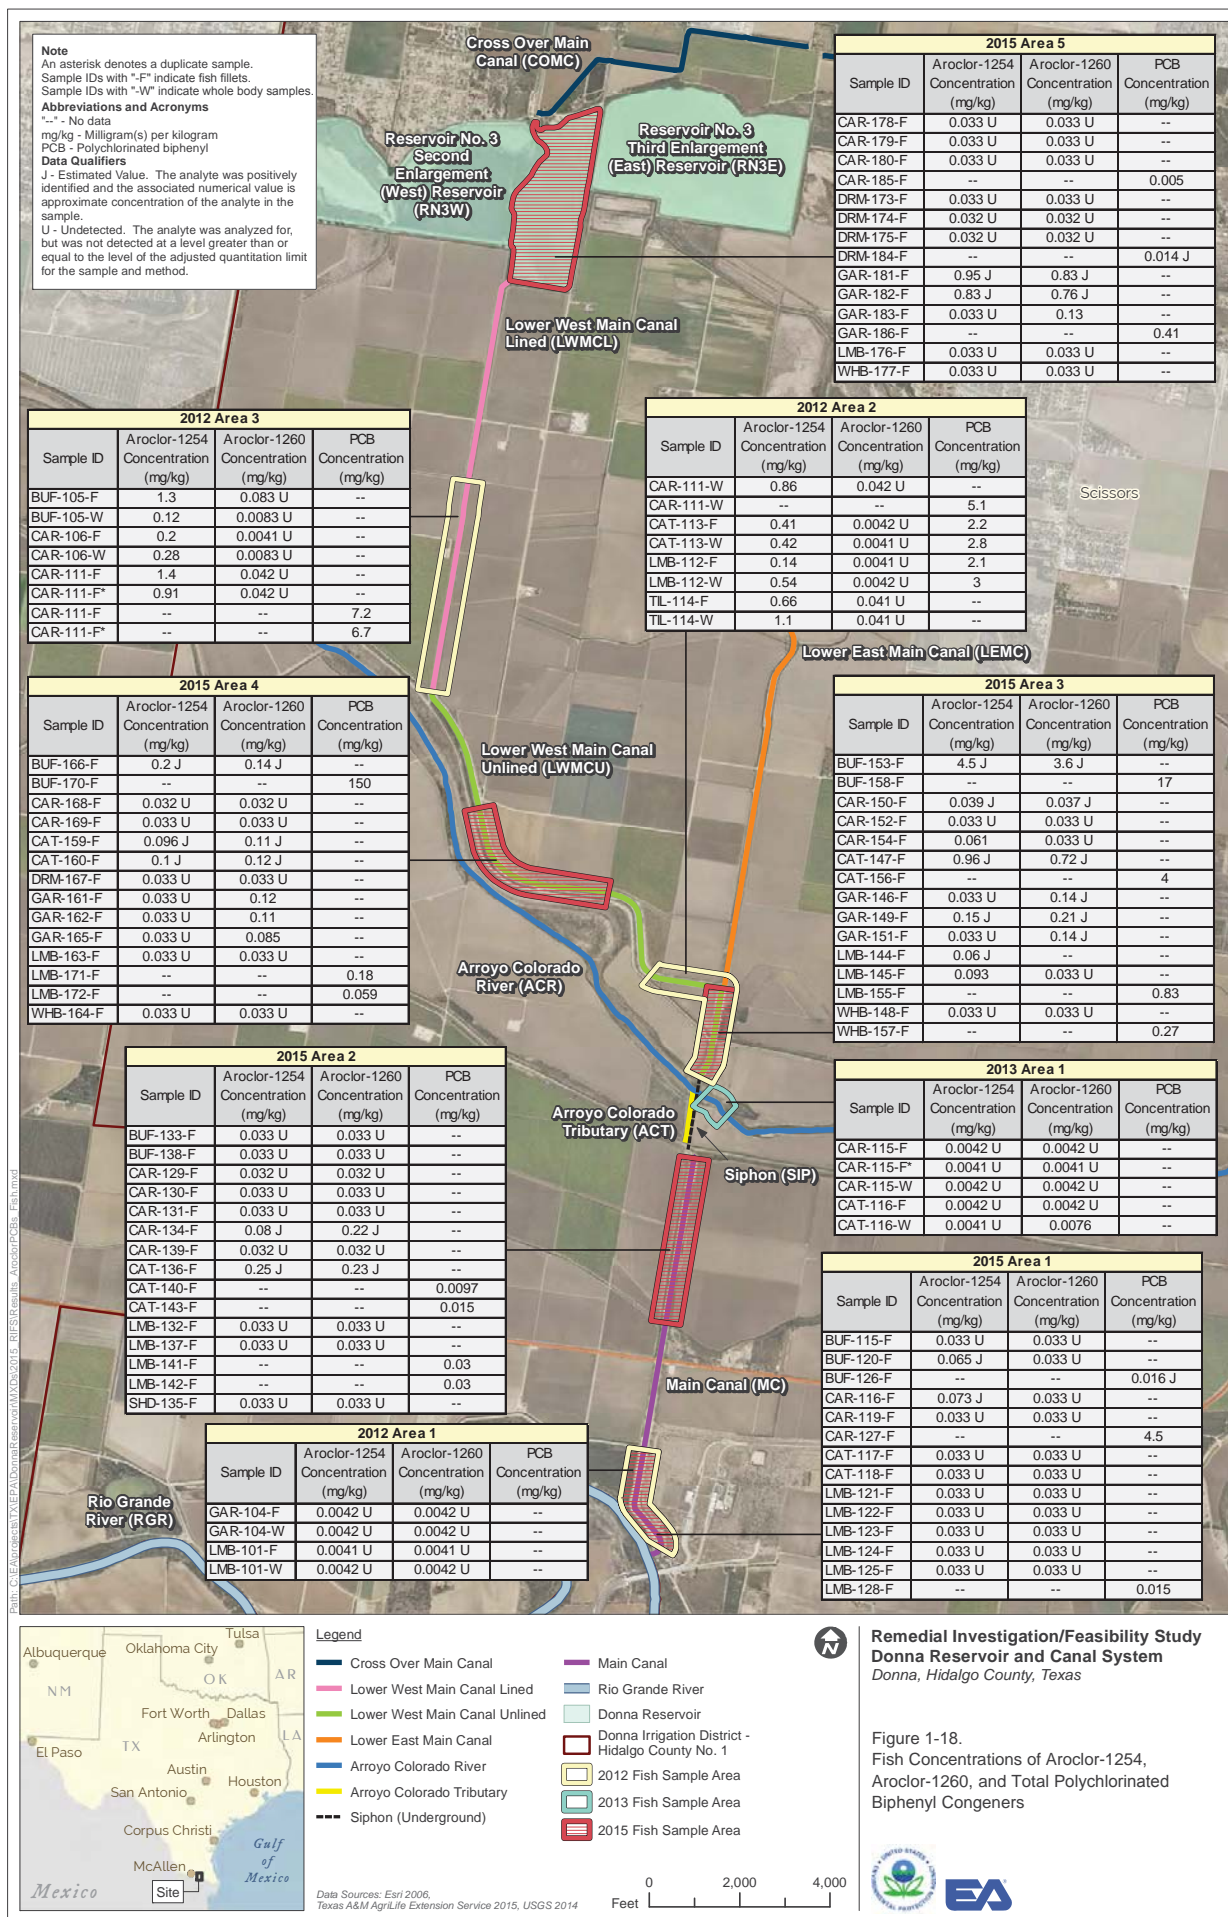 Note
An asterisk denotes a duplicate sample.
Sample IDs with "-F" indicate fish fillets.
Sample IDs with "-W" indicate whole body samples.
Abbreviations and Acronyms
"--" - No data
mg/kg - Milligram(s) per kilogram
PCB - Polychlorinated biphenyl
Data Qualifiers
J - Estimated Value. The analyte was positively
identified and the associated numerical value is
approximate concentration of the analyte in the
sample.
U - Undetected. The analyte was analyzed for,
but was not detected at a level greater than or
equal to the level of the adjusted quantitation limit
for the sample and method.
Cross Over Main
Canal (COMC)
Reservoir No. 3
Second
Enlargement
(West) Reservoir
(RN3W)
Reservoir No. 3
Third Enlargement
(East) Reservoir (RN3E)
Lower West Main Canal
Lined (LWMCL)
2015 Area 5
Sample ID Aroclor-1254 Concentration (mg/kg) Aroclor-1260 Concentration (mg/kg) PCB Concentration (mg/kg)
CAR-178-F 0.033 U 0.033 U --
CAR-179-F 0.033 U 0.033 U --
CAR-180-F 0.033 U 0.033 U --
CAR-185-F -- -- 0.005
DRM-173-F 0.033 U 0.033 U --
DRM-174-F 0.032 U 0.032 U --
DRM-175-F 0.032 U 0.032 U --
DRM-184-F -- -- 0.014 J
GAR-181-F 0.95 J 0.83 J --
GAR-182-F 0.83 J 0.76 J --
GAR-183-F 0.033 U 0.13 --
GAR-186-F -- -- 0.41
LMB-176-F 0.033 U 0.033 U --
WHB-177-F 0.033 U 0.033 U --
2012 Area 3
Sample ID Aroclor-1254 Concentration (mg/kg) Aroclor-1260 Concentration (mg/kg) PCB Concentration (mg/kg)
BUF-105-F 1.3 0.083 U --
BUF-105-W 0.12 0.0083 U --
CAR-106-F 0.2 0.0041 U --
CAR-106-W 0.28 0.0083 U --
CAR-111-F 1.4 0.042 U --
CAR-111-F* 0.91 0.042 U --
CAR-111-F -- -- 7.2
CAR-111-F* -- -- 6.7
2012 Area 2
Sample ID Aroclor-1254 Concentration (mg/kg) Aroclor-1260 Concentration (mg/kg) PCB Concentration (mg/kg)
CAR-111-W 0.86 0.042 U --
CAR-111-W -- -- 5.1
CAT-113-F 0.41 0.0042 U 2.2
CAT-113-W 0.42 0.0041 U 2.8
LMB-112-F 0.14 0.0041 U 2.1
LMB-112-W 0.54 0.0042 U 3
TIL-114-F 0.66 0.041 U --
TIL-114-W 1.1 0.041 U --
Scissors
Lower East Main Canal (LEMC)
2015 Area 4
Sample ID Aroclor-1254 Concentration (mg/kg) Aroclor-1260 Concentration (mg/kg) PCB Concentration (mg/kg)
BUF-166-F 0.2 J 0.14 J --
BUF-170-F -- -- 150
CAR-168-F 0.032 U 0.032 U --
CAR-169-F 0.033 U 0.033 U --
CAT-159-F 0.096 J 0.11 J --
CAT-160-F 0.1 J 0.12 J --
DRM-167-F 0.033 U 0.033 U --
GAR-161-F 0.033 U 0.12 --
GAR-162-F 0.033 U 0.11 --
GAR-165-F 0.033 U 0.085 --
LMB-163-F 0.033 U 0.033 U --
LMB-171-F -- -- 0.18
LMB-172-F -- -- 0.059
WHB-164-F 0.033 U 0.033 U --
Lower West Main Canal
Unlined (LWMCU)
Arroyo Colorado
River (ACR)
2015 Area 3
Sample ID Aroclor-1254 Concentration (mg/kg) Aroclor-1260 Concentration (mg/kg) PCB Concentration (mg/kg)
BUF-153-F 4.5 J 3.6 J --
BUF-158-F -- -- 17
CAR-150-F 0.039 J 0.037 J --
CAR-152-F 0.033 U 0.033 U --
CAR-154-F 0.061 0.033 U --
CAT-147-F 0.96 J 0.72 J --
CAT-156-F -- -- 4
GAR-146-F 0.033 U 0.14 J --
GAR-149-F 0.15 J 0.21 J --
GAR-151-F 0.033 U 0.14 J --
LMB-144-F 0.06 J -- --
LMB-145-F 0.093 0.033 U --
LMB-155-F -- -- 0.83
WHB-148-F 0.033 U 0.033 U --
WHB-157-F -- -- 0.27
2015 Area 2
Sample ID Aroclor-1254 Concentration (mg/kg) Aroclor-1260 Concentration (mg/kg) PCB Concentration (mg/kg)
BUF-133-F 0.033 U 0.033 U --
BUF-138-F 0.033 U 0.033 U --
CAR-129-F 0.032 U 0.032 U --
CAR-130-F 0.033 U 0.033 U --
CAR-131-F 0.033 U 0.033 U --
CAR-134-F 0.08 J 0.22 J --
CAR-139-F 0.032 U 0.032 U --
CAT-136-F 0.25 J 0.23 J --
CAT-140-F -- -- 0.0097
CAT-143-F -- -- 0.015
LMB-132-F 0.033 U 0.033 U --
LMB-137-F 0.033 U 0.033 U --
LMB-141-F -- -- 0.03
LMB-142-F -- -- 0.03
SHD-135-F 0.033 U 0.033 U --
Arroyo Colorado
Tributary (ACT)
Siphon (SIP)
2013 Area 1
Sample ID Aroclor-1254 Concentration (mg/kg) Aroclor-1260 Concentration (mg/kg) PCB Concentration (mg/kg)
CAR-115-F 0.0042 U 0.0042 U --
CAR-115-F* 0.0041 U 0.0041 U --
CAR-115-W 0.0042 U 0.0042 U --
CAT-116-F 0.0042 U 0.0042 U --
CAT-116-W 0.0041 U 0.0076 --
2015 Area 1
Sample ID Aroclor-1254 Concentration (mg/kg) Aroclor-1260 Concentration (mg/kg) PCB Concentration (mg/kg)
BUF-115-F 0.033 U 0.033 U --
BUF-120-F 0.065 J 0.033 U --
BUF-126-F -- -- 0.016 J
CAR-116-F 0.073 J 0.033 U --
CAR-119-F 0.033 U 0.033 U --
CAR-127-F -- -- 4.5
CAT-117-F 0.033 U 0.033 U --
CAT-118-F 0.033 U 0.033 U --
LMB-121-F 0.033 U 0.033 U --
LMB-122-F 0.033 U 0.033 U --
LMB-123-F 0.033 U 0.033 U --
LMB-124-F 0.033 U 0.033 U --
LMB-125-F 0.033 U 0.033 U --
LMB-128-F -- -- 0.015
Main Canal (MC)
2012 Area 1
Sample ID Aroclor-1254 Concentration (mg/kg) Aroclor-1260 Concentration (mg/kg) PCB Concentration (mg/kg)
GAR-104-F 0.0042 U 0.0042 U --
GAR-104-W 0.0042 U 0.0042 U --
LMB-101-F 0.0041 U 0.0041 U --
LMB-101-W 0.0042 U 0.0042 U --
Rio Grande
River (RGR)
Albuquerque
Oklahoma City
Tulsa
NM
OK
AR
Fort Worth
Dallas
Arlington
TX
LA
El Paso
Austin
San Antonio
Houston
Corpus Christi
McAllen
Gulf
of
Mexico
Mexico
Site
Legend
Cross Over Main Canal
Lower West Main Canal Lined
Lower West Main Canal Unlined
Lower East Main Canal
Arroyo Colorado River
Arroyo Colorado Tributary
Siphon (Underground)
Main Canal
Rio Grande River
Donna Reservoir
Donna Irrigation District -
Hidalgo County No. 1
2012 Fish Sample Area
2013 Fish Sample Area
2015 Fish Sample Area
Data Sources: Esri 2006,
Texas A&M AgriLife Extension Service 2015, USGS 2014
0 2,000 4,000
Feet
N
Remedial Investigation/Feasibility Study
Donna Reservoir and Canal System
Donna, Hidalgo County, Texas
Figure 1-18.
Fish Concentrations of Aroclor-1254,
Aroclor-1260, and Total Polychlorinated
Biphenyl Congeners
EA